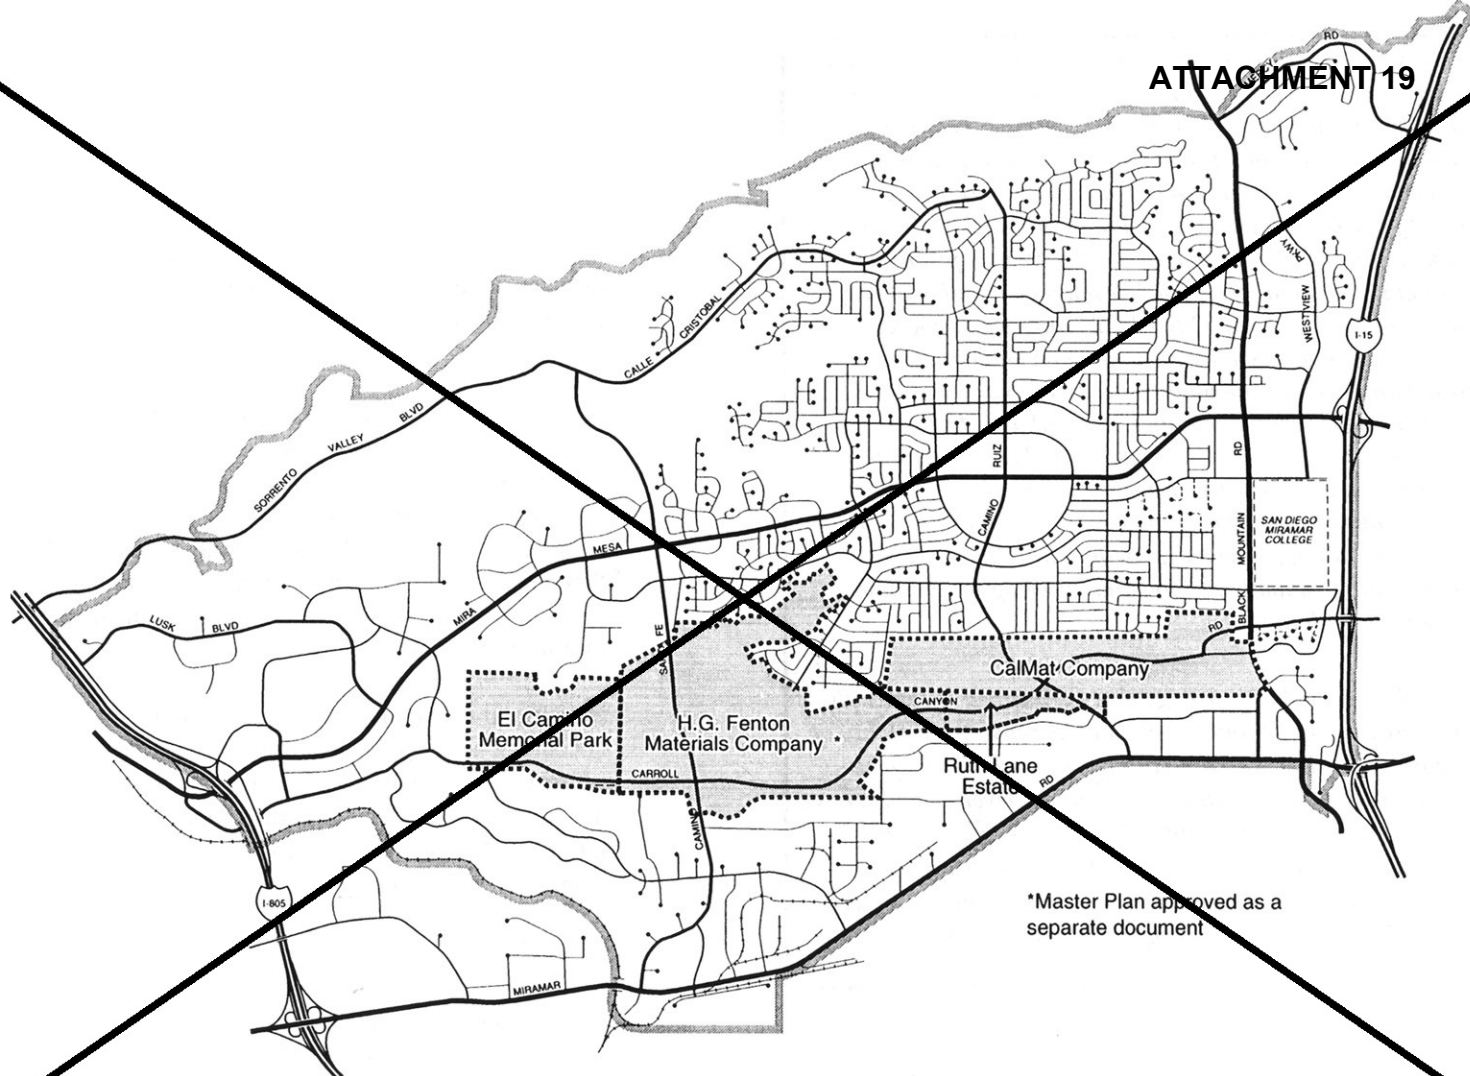 RD
ATTACHMENT 19
PKWY
WESTVIEW
I-15
CALLE CRISTOBAL
SORRENTO VALLEY BLVD
RUIZ
RD
CAMINO
MOUNTAIN
SAN DIEGO
MIRAMAR
COLLEGE
MESA
MIRA
LUSK BLVD
BLACK
RD
CalMat Company
CANYON
El Camino
Memorial Park
H.G. Fenton
Materials Company *
CARROLL
Ruth Lane
Estate
RD
CAMINO
I-805
*Master Plan approved as a
separate document
MIRAMAR